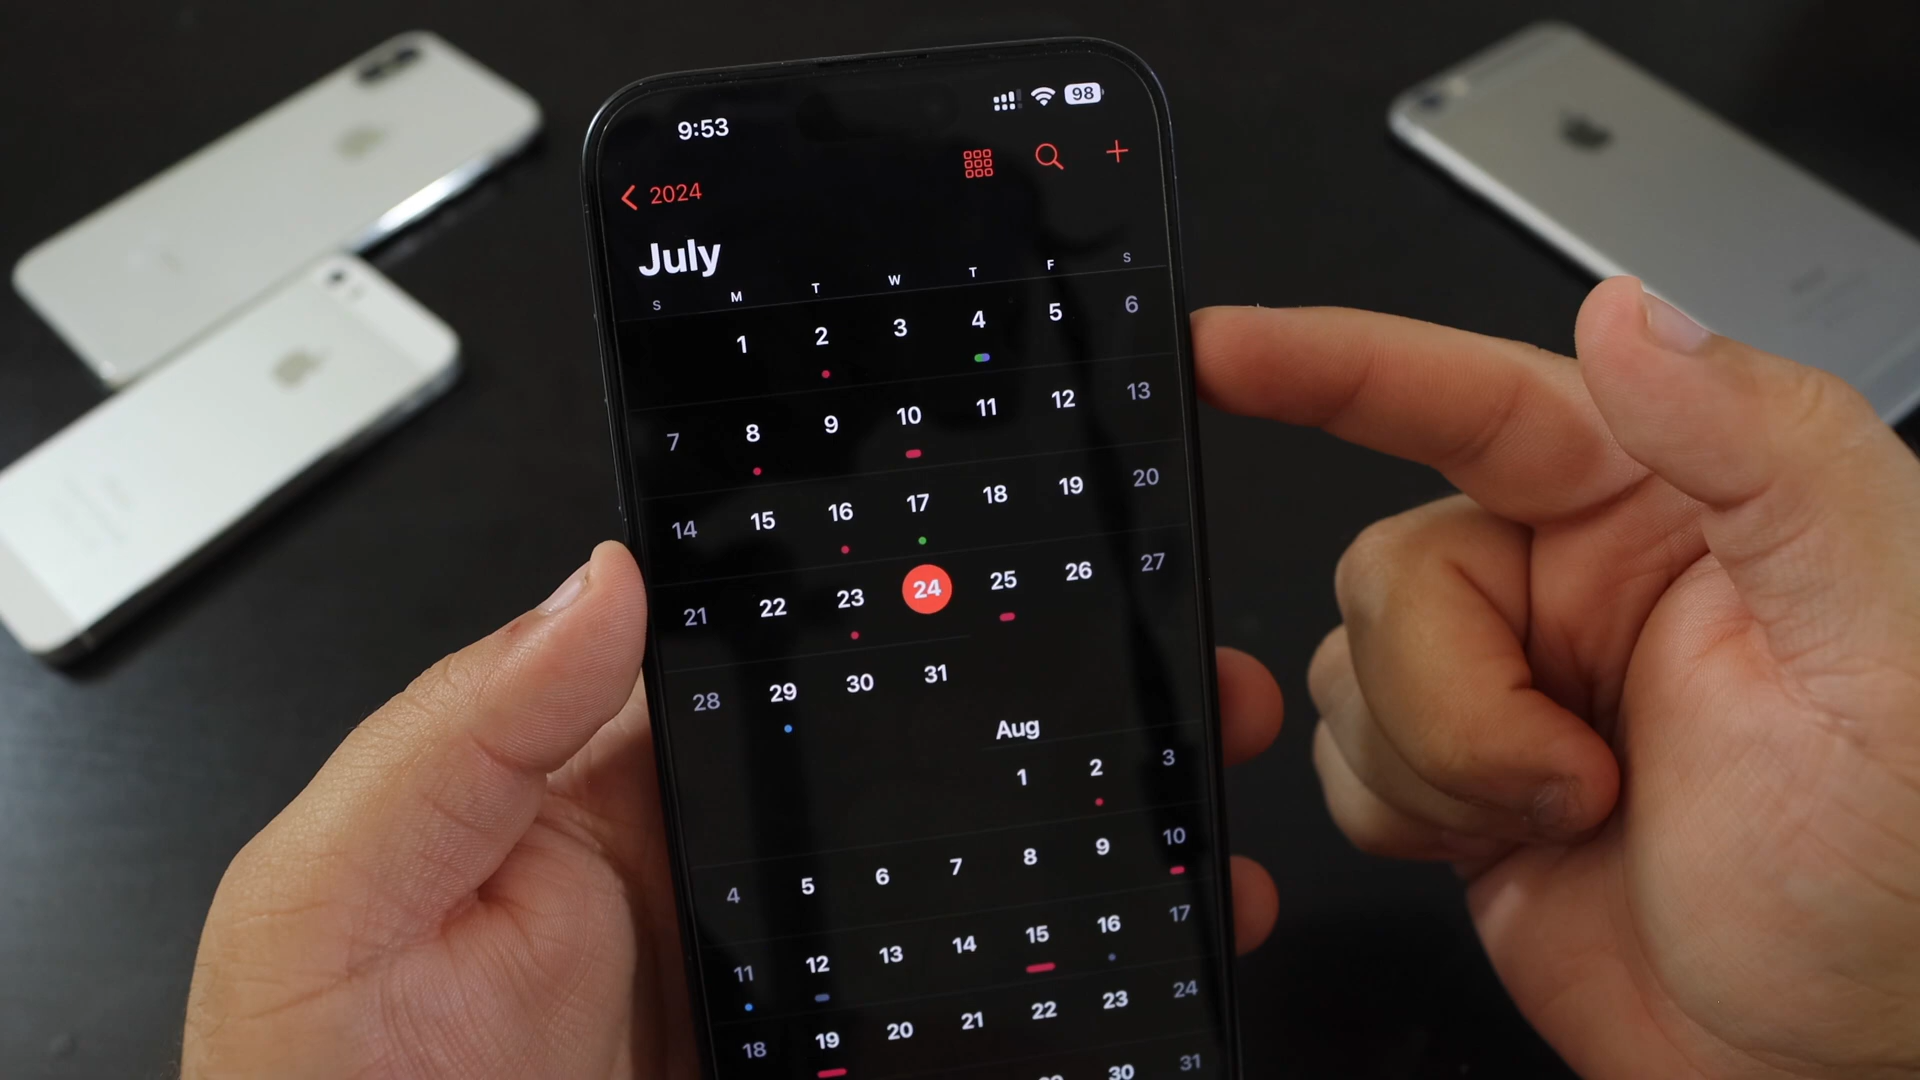 9:53 98
2024
July
S M T W T F S
1 2 3 4 5 6
7 8 9 10 11 12 13
14 15 16 17 18 19 20
21 22 23 24 25 26 27
28 29 30 31
Aug
1 2 3
4 5 6 7 8 9 10
11 12 13 14 15 16 17
18 19 20 21 22 23 24
30 31